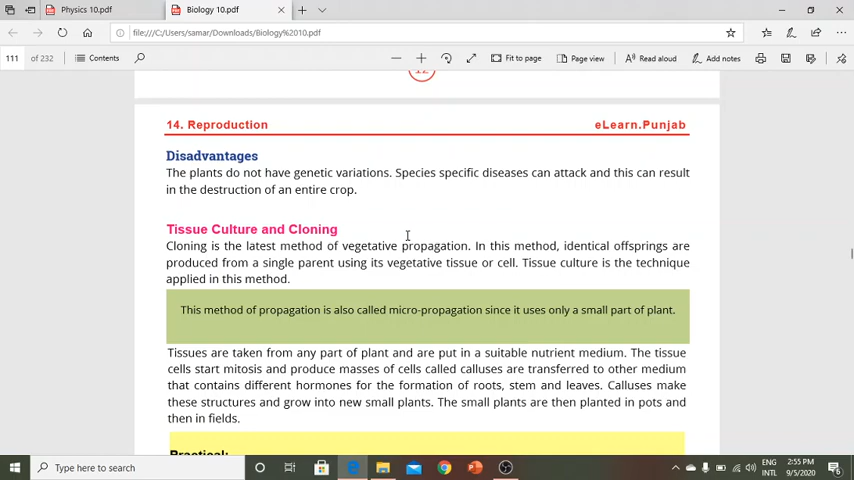 Physics 10.pdf
Biology 10.pdf
file:///C:/Users/samar/Downloads/Biology%2010.pdf
111 of 232
Contents
Fit to page
Page view
Read aloud
Add notes
12
14. Reproduction
eLearn.Punjab
Disadvantages
The plants do not have genetic variations. Species specific diseases can attack and this can result
in the destruction of an entire crop.
Tissue Culture and Cloning
Cloning is the latest method of vegetative propagation. In this method, identical offsprings are
produced from a single parent using its vegetative tissue or cell. Tissue culture is the technique
applied in this method.
This method of propagation is also called micro-propagation since it uses only a small part of plant.
Tissues are taken from any part of plant and are put in a suitable nutrient medium. The tissue
cells start mitosis and produce masses of cells called calluses are transferred to other medium
that contains different hormones for the formation of roots, stem and leaves. Calluses make
these structures and grow into new small plants. The small plants are then planted in pots and
then in fields.
Practical:
Type here to search
ENG
INTL
2:55 PM
9/5/2020